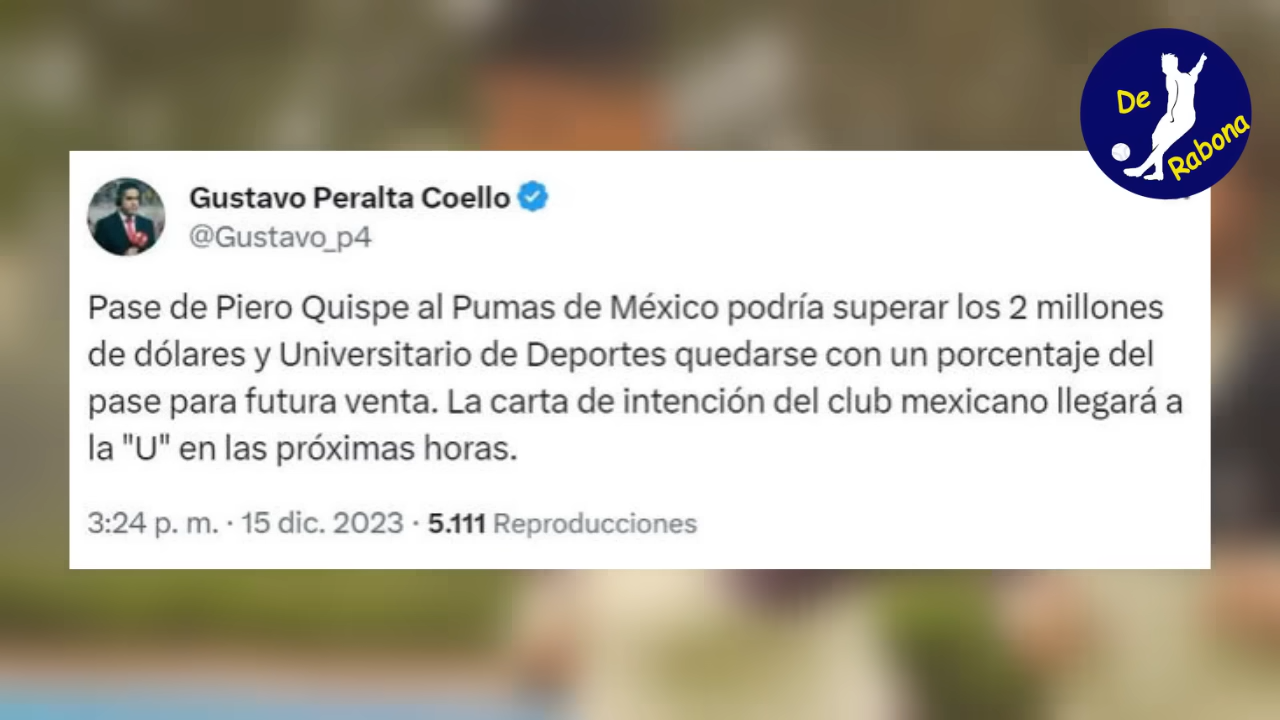 De
Rabona
Gustavo Peralta Coello
@Gustavo_p4
Pase de Piero Quispe al Pumas de México podría superar los 2 millones
de dólares y Universitario de Deportes quedarse con un porcentaje del
pase para futura venta. La carta de intención del club mexicano llegará a
la "U" en las próximas horas.
3:24 p. m. · 15 dic. 2023 · 5.111 Reproducciones